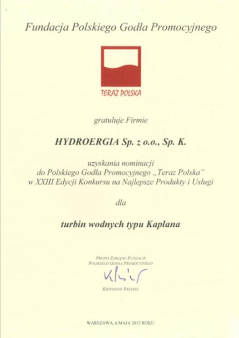 Fundacja Polskiego Godła Promocyjnego
TERAZ POLSKA
gratuluje Firmie
HYDROERGIA Sp. z o.o., Sp. K.
uzyskania nominacji
do Polskiego Godła Promocyjnego „Teraz Polska”
w XXIII Edycji Konkursu na Najlepsze Produkty i Usługi
dla
turbin wodnych typu Kaplana
PREZES ZARZĄDU FUNDACJI
POLSKIEGO GODŁA PROMOCYJNEGO
KRZYSZTOF
WARSZAWA, 6 MAJA 2013 ROKU